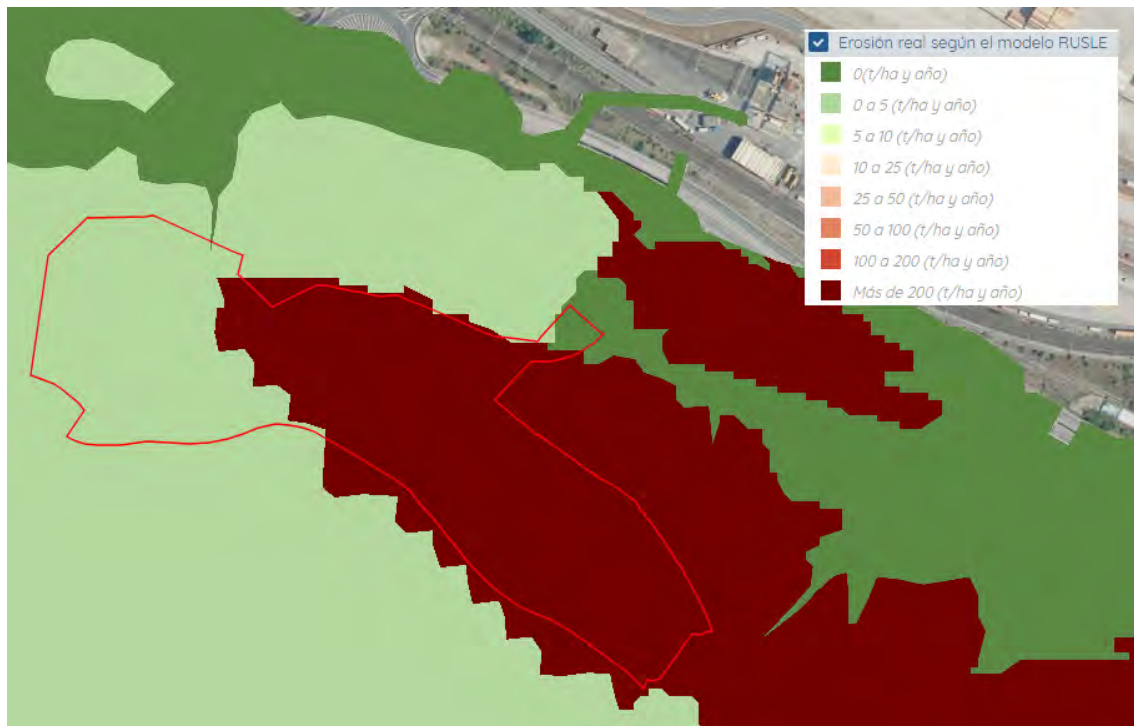 Erosión real según el modelo RUSLE
0(t/ha y año)
0 a 5 (t/ha y año)
5 a 10 (t/ha y año)
10 a 25 (t/ha y año)
25 a 50 (t/ha y año)
50 a 100 (t/ha y año)
100 a 200 (t/ha y año)
Más de 200 (t/ha y año)